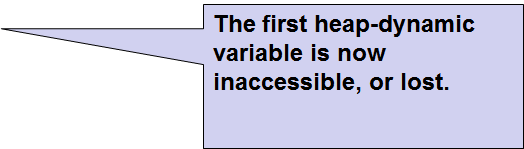 The first heap-dynamic
variable is now
inaccessible, or lost.